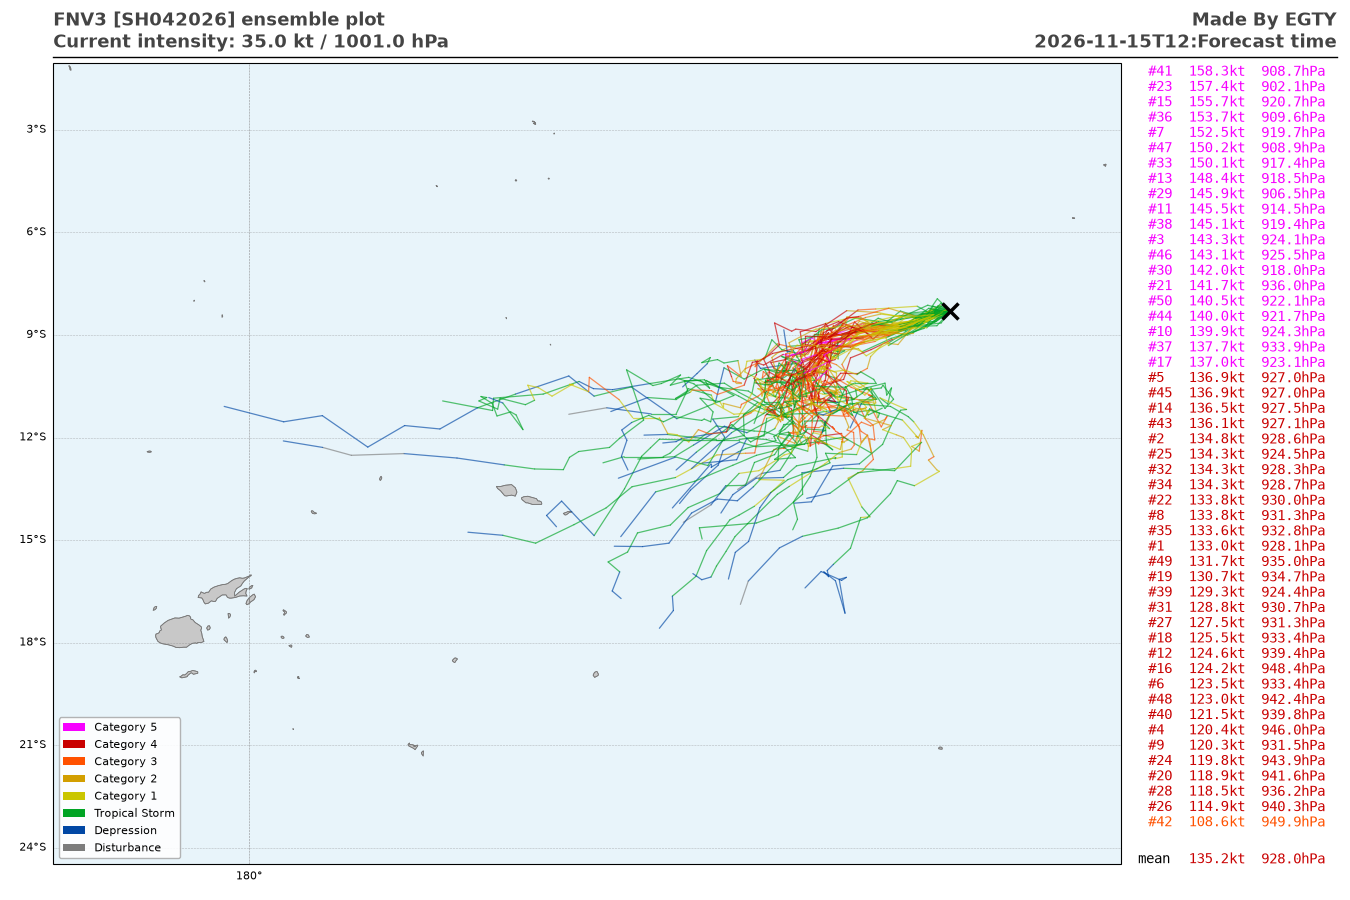 FNV3 [SH042026] ensemble plot
Current intensity: 35.0 kt / 1001.0 hPa
Made By EGTY
2026-11-15T12:Forecast time
3°S
6°S
9°S
12°S
15°S
18°S
21°S
24°S
180°
Category 5
Category 4
Category 3
Category 2
Category 1
Tropical Storm
Depression
Disturbance
#41 158.3kt 908.7hPa
#23 157.4kt 902.1hPa
#15 155.7kt 920.7hPa
#36 153.7kt 909.6hPa
#7 152.5kt 919.7hPa
#47 150.2kt 908.9hPa
#33 150.1kt 917.4hPa
#13 148.4kt 918.5hPa
#29 145.9kt 906.5hPa
#11 145.5kt 914.5hPa
#38 145.1kt 919.4hPa
#3 143.3kt 924.1hPa
#46 143.1kt 925.5hPa
#30 142.0kt 918.0hPa
#21 141.7kt 936.0hPa
#50 140.5kt 922.1hPa
#44 140.0kt 921.7hPa
#10 139.9kt 924.3hPa
#37 137.7kt 933.9hPa
#17 137.0kt 923.1hPa
#5 136.9kt 927.0hPa
#45 136.9kt 927.0hPa
#14 136.5kt 927.5hPa
#43 136.1kt 927.1hPa
#2 134.8kt 928.6hPa
#25 134.3kt 924.5hPa
#32 134.3kt 928.3hPa
#34 134.3kt 928.7hPa
#22 133.8kt 930.0hPa
#8 133.8kt 931.3hPa
#35 133.6kt 932.8hPa
#1 133.0kt 928.1hPa
#49 131.7kt 935.0hPa
#19 130.7kt 934.7hPa
#39 129.3kt 924.4hPa
#31 128.8kt 930.7hPa
#27 127.5kt 931.3hPa
#18 125.5kt 933.4hPa
#12 124.6kt 939.4hPa
#16 124.2kt 948.4hPa
#6 123.5kt 933.4hPa
#48 123.0kt 942.4hPa
#40 121.5kt 939.8hPa
#4 120.4kt 946.0hPa
#9 120.3kt 931.5hPa
#24 119.8kt 943.9hPa
#20 118.9kt 941.6hPa
#28 118.5kt 936.2hPa
#26 114.9kt 940.3hPa
#42 108.6kt 949.9hPa
mean 135.2kt 928.0hPa